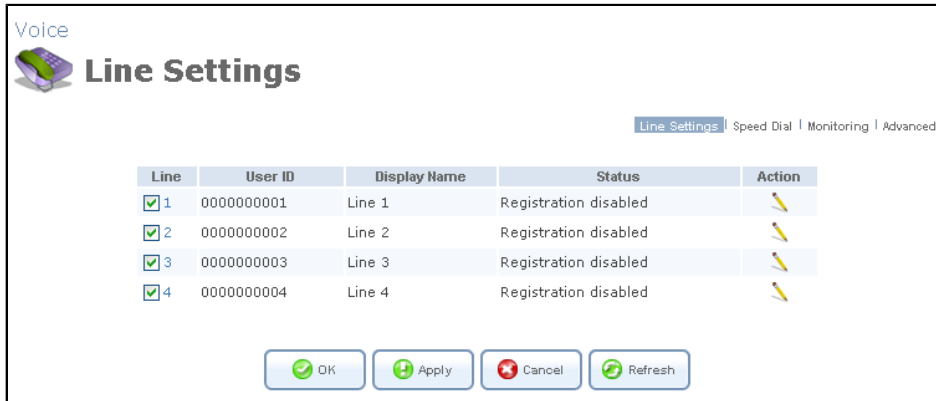 Voice
Line Settings
Line Settings | Speed Dial | Monitoring | Advanced
Line User ID Display Name Status Action
1 0000000001 Line 1 Registration disabled
2 0000000002 Line 2 Registration disabled
3 0000000003 Line 3 Registration disabled
4 0000000004 Line 4 Registration disabled
OK Apply Cancel Refresh